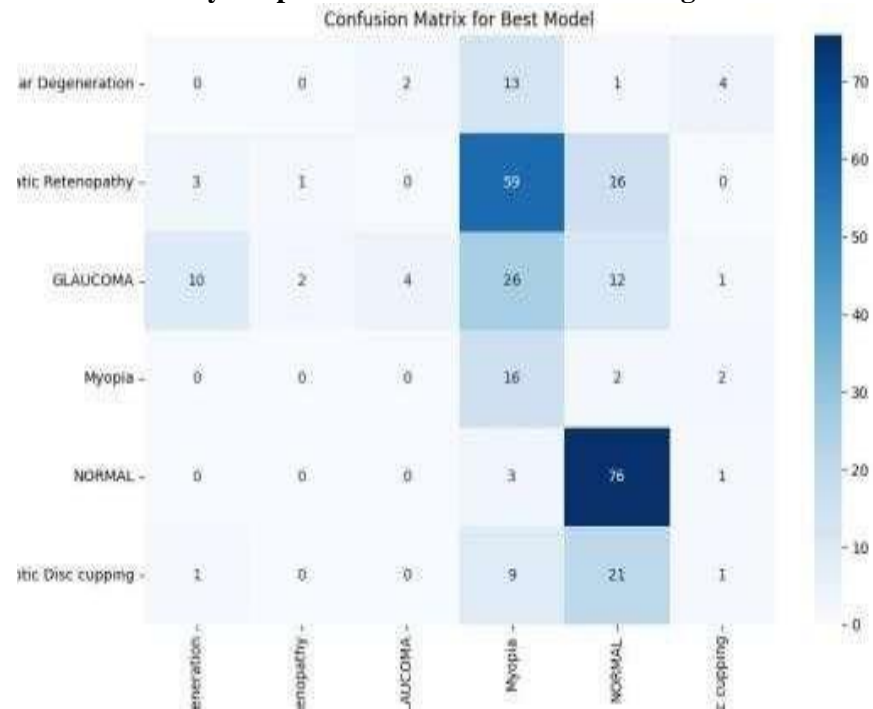 Confusion Matrix for Best Model
ar Degeneration
0 0 2 13 1 4
atic Retenopathy
3 1 0 59 16 0
GLAUCOMA
10 2 4 26 12 1
Myopia
0 0 0 16 2 2
NORMAL
0 0 0 3 76 1
tic Disc cupping
1 0 0 9 21 1
70
60
50
40
30
20
10
0
eneration
enopathy
AUCOMA
Myopia
NORMAL
c cupping